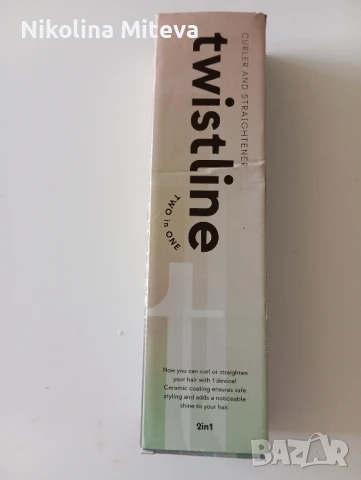 Nikolina Miteva
CURLER AND STRAIGHTENER
twistline
TWO in ONE
Now you can curl or straighten
your hair with 1 device!
Ceramic coating ensures safe
styling and adds a noticeable
shine to your hair.
2in1
BAZAR